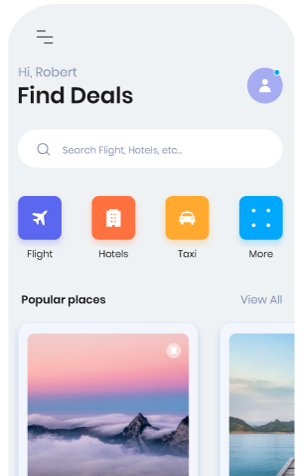 Hi, Robert
Find Deals
Search Flight, Hotels, etc...
Flight Hotels Taxi More
Popular places View All